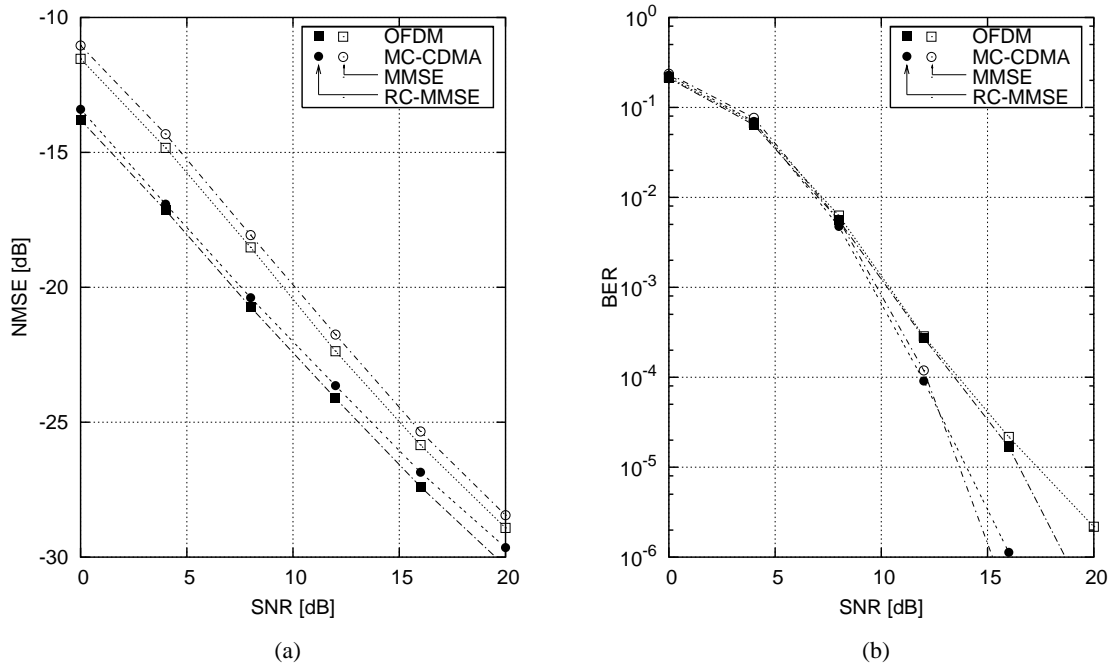 -10
-15
-20
-25
-30
NMSE [dB]
0 5 10 15 20
SNR [dB]
OFDM
MC-CDMA
MMSE
RC-MMSE
(a)
10^0
10^-1
10^-2
10^-3
10^-4
10^-5
10^-6
BER
0 5 10 15 20
SNR [dB]
OFDM
MC-CDMA
MMSE
RC-MMSE
(b)